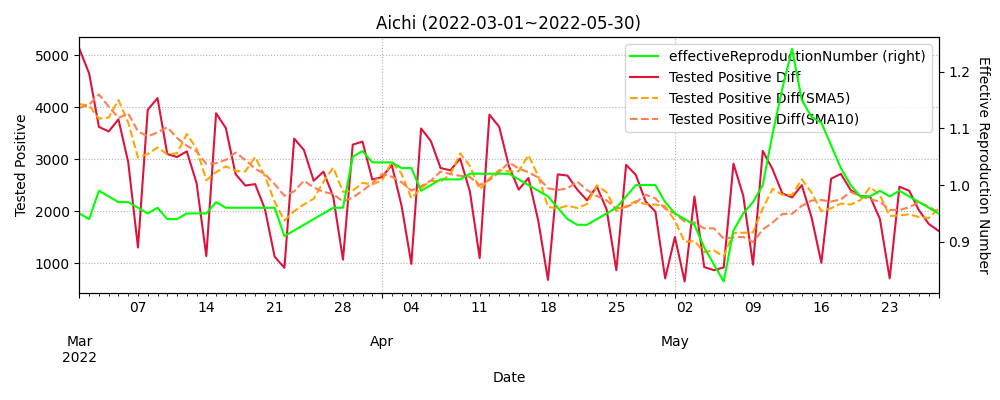 Aichi (2022-03-01~2022-05-30)
effectiveReproductionNumber (right)
Tested Positive Diff
Tested Positive Diff(SMA5)
Tested Positive Diff(SMA10)
Tested Positive
5000
4000
3000
2000
1000
Effective Reproduction Number
1.2
1.1
1.0
0.9
07 14 21 28 04 11 18 25 02 09 16 23
Mar Apr May
2022
Date